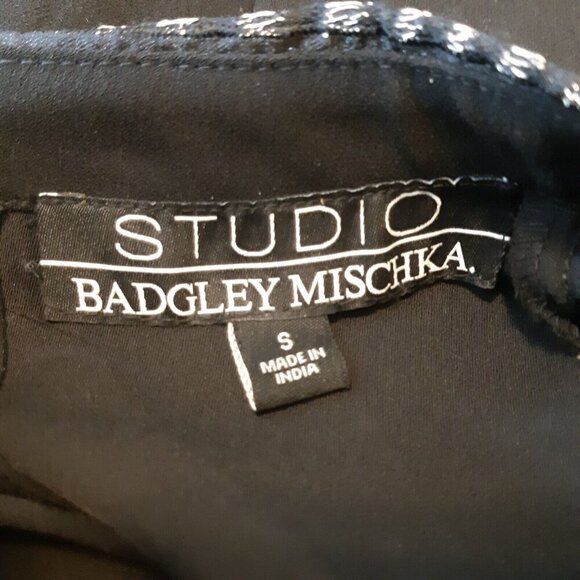 STUDIO
BADGLEY MISCHKA.
S
MADE IN
INDIA